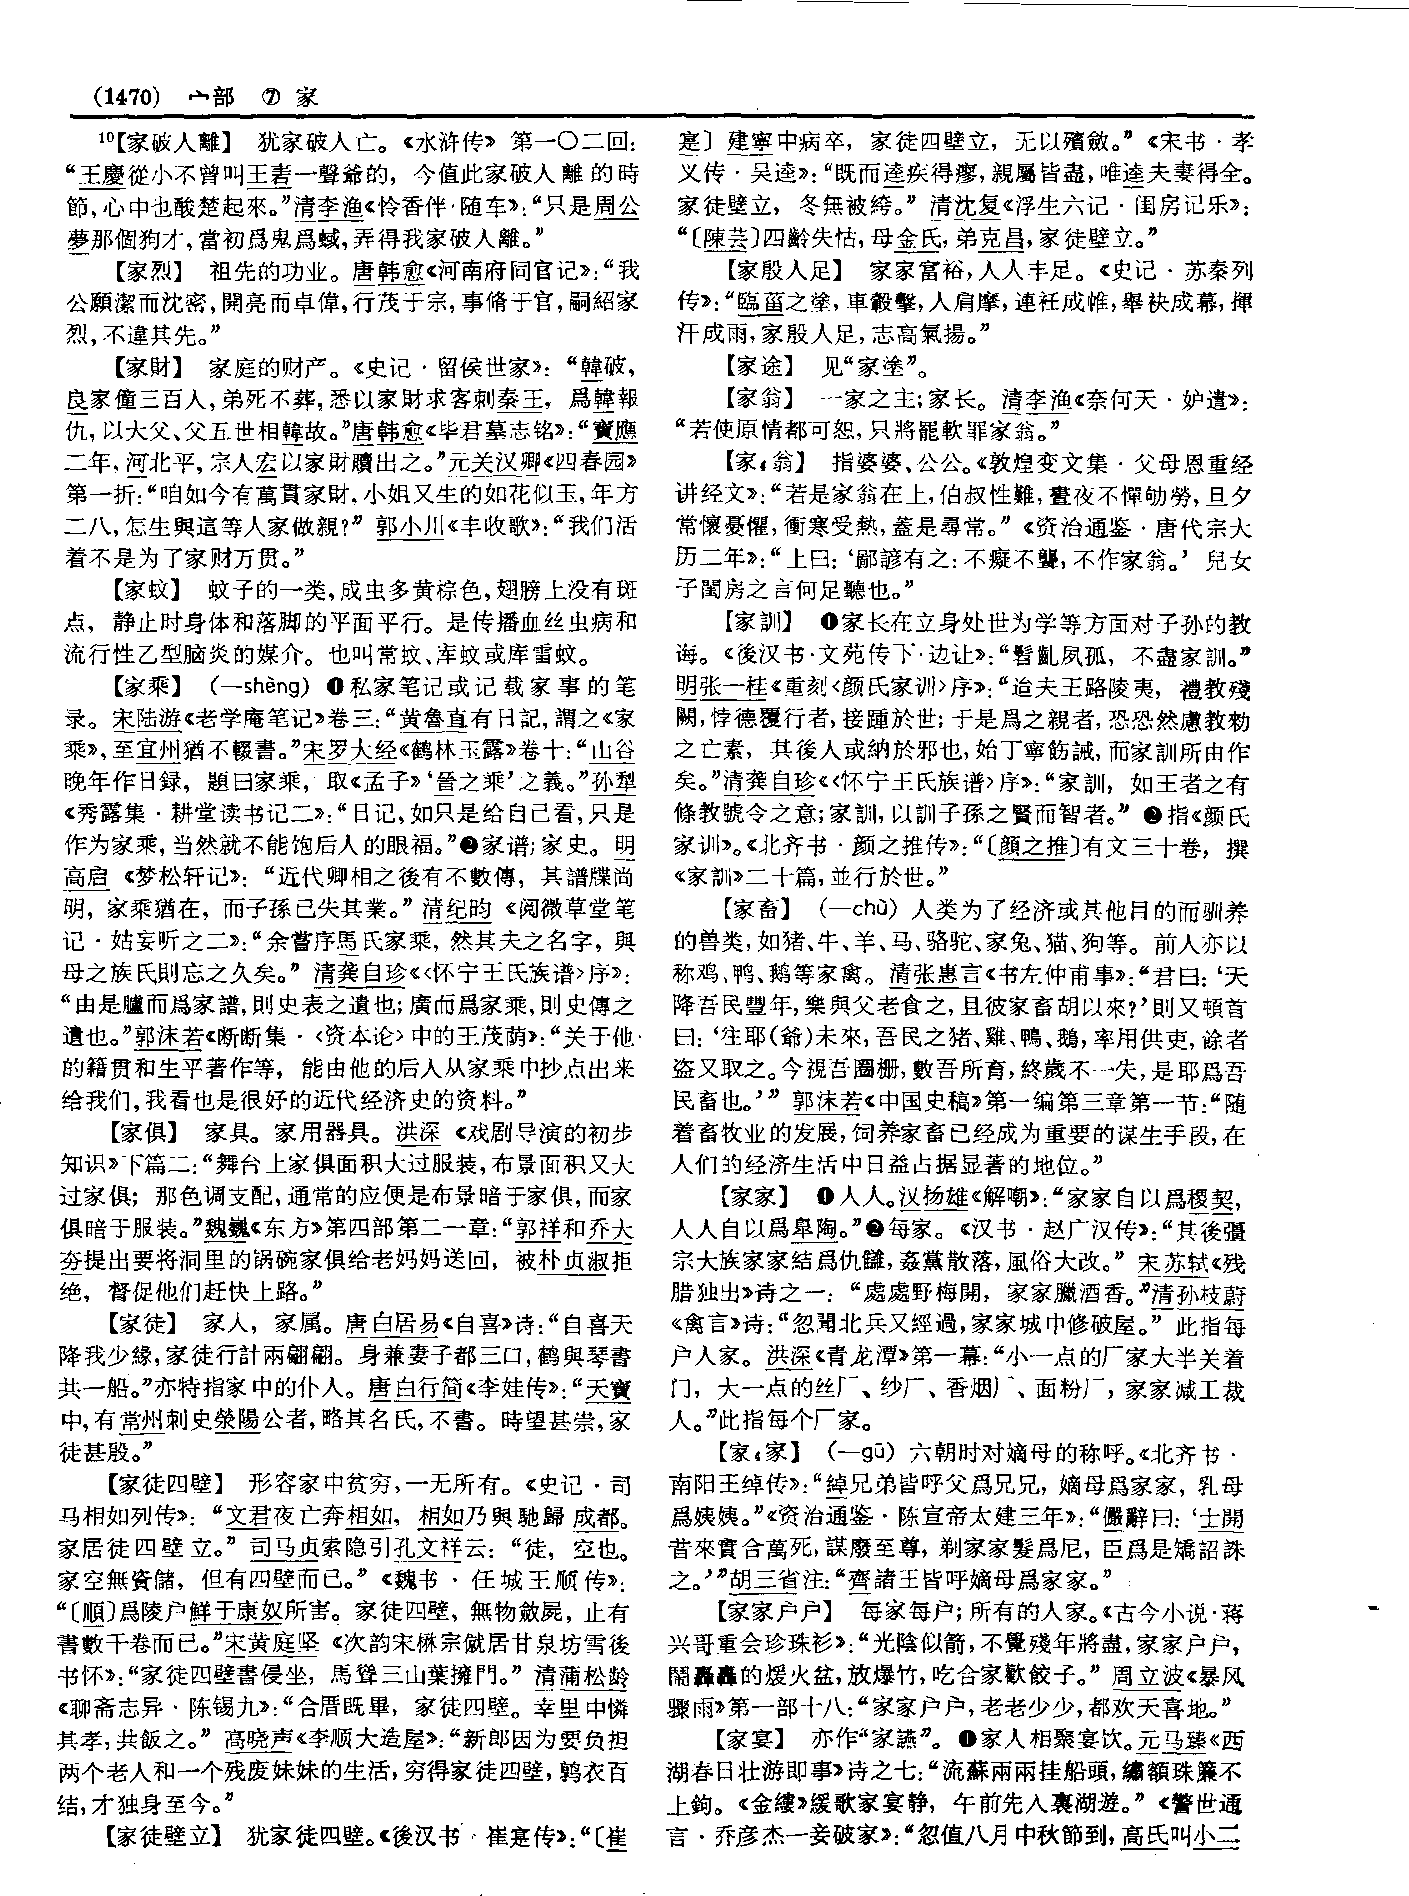 (1470) 宀部 ⑦ 家
¹⁰【家破人離】 犹家破人亡。《水浒传》第一〇二回：
“王慶從小不曾叫王砉一聲爺的，今值此家破人離的時
節，心中也酸楚起來。”清李渔《怜香伴·随车》：“只是周公
夢那個狗才，當初爲鬼爲蜮，弄得我家破人離。”
【家烈】 祖先的功业。唐韩愈《河南府同官记》：“我
公願潔而沈密，開亮而卓偉，行茂于宗，事脩于官，嗣紹家
烈，不違其先。”
【家財】 家庭的财产。《史记·留侯世家》：“韓破，
良家僮三百人，弟死不葬，悉以家財求客刺秦王，爲韓報
仇，以大父、父五世相韓故。”唐韩愈《毕君墓志铭》：“寶應
二年，河北平，宗人宏以家財贖出之。”元关汉卿《四春园》
第一折：“咱如今有萬貫家財，小姐又生的如花似玉，年方
二八，怎生與這等人家做親？”郭小川《丰收歌》：“我们活
着不是为了家财万贯。”
【家蚊】 蚊子的一类，成虫多黄棕色，翅膀上没有斑
点，静止时身体和落脚的平面平行。是传播血丝虫病和
流行性乙型脑炎的媒介。也叫常蚊、库蚊或库雷蚊。
【家乘】 （—shèng）❶私家笔记或记载家事的笔
录。宋陆游《老学庵笔记》卷三：“黄魯直有日記，謂之《家
乘》，至宜州猶不輟書。”宋罗大经《鹤林玉露》卷十：“山谷
晚年作日録，題曰家乘，取《孟子》‘晉之乘’之義。”孙犁
《秀露集·耕堂读书记二》：“日记，如只是给自己看，只是
作为家乘，当然就不能饱后人的眼福。”❷家谱；家史。明
高启《梦松轩记》：“近代卿相之後有不數傳，其譜牒尚
明，家乘猶在，而子孫已失其業。”清纪昀《阅微草堂笔
记·姑妄听之二》：“余嘗序馬氏家乘，然其夫之名字，與
母之族氏則忘之久矣。”清龚自珍《〈怀宁王氏族谱〉序》：
“由是臚而爲家譜，則史表之遺也；廣而爲家乘，則史傳之
遺也。”郭沫若《断断集·〈资本论〉中的王茂荫》：“关于他
的籍贯和生平著作等，能由他的后人从家乘中抄点出来
给我们，我看也是很好的近代经济史的资料。”
【家俱】 家具。家用器具。洪深《戏剧导演的初步
知识》下篇二：“舞台上家俱面积大过服装，布景面积又大
过家俱；那色调支配，通常的应便是布景暗于家俱，而家
俱暗于服装。”魏巍《东方》第四部第二一章：“郭祥和乔大
夯提出要将洞里的锅碗家俱给老妈妈送回，被朴贞淑拒
绝，督促他们赶快上路。”
【家徒】 家人，家属。唐白居易《自喜》诗：“自喜天
降我少緣，家徒行計兩翩翩。身兼妻子都三口，鹤與琴書
共一船。”亦特指家中的仆人。唐白行简《李娃传》：“天寶
中，有常州刺史滎陽公者，略其名氏，不書。時望甚崇，家
徒甚殷。”
【家徒四壁】 形容家中贫穷，一无所有。《史记·司
马相如列传》：“文君夜亡奔相如，相如乃與馳歸成都。
家居徒四壁立。”司马贞索隐引孔文祥云：“徒，空也。
家空無資儲，但有四壁而已。”《魏书·任城王顺传》：
“〔順〕爲陵户鮮于康奴所害。家徒四壁，無物斂屍，止有
書數千卷而已。”宋黄庭坚《次韵宋楙宗僦居甘泉坊雪後
书怀》：“家徒四壁書侵坐，馬聳三山葉擁門。”清蒲松龄
《聊斋志异·陈锡九》：“合厝既畢，家徒四壁。幸里中憐
其孝，共飯之。”高晓声《李顺大造屋》：“新郎因为要负担
两个老人和一个残废妹妹的生活，穷得家徒四壁，鹑衣百
结，才独身至今。”
【家徒壁立】 犹家徒四壁。《後汉书·崔寔传》：“〔崔
寔〕建寧中病卒，家徒四壁立，无以殯斂。”《宋书·孝
义传·吴逵》：“既而逵疾得瘳，親屬皆盡，唯逵夫妻得全。
家徒壁立，冬無被絝。”清沈复《浮生六记·闺房记乐》：
“〔陳芸〕四齡失怙，母金氏，弟克昌，家徒壁立。”
【家殷人足】 家家富裕，人人丰足。《史记·苏秦列
传》：“臨菑之塗，車轂擊，人肩摩，連衽成帷，舉袂成幕，揮
汗成雨，家殷人足，志高氣揚。”
【家途】 见“家塗”。
【家翁】 一家之主；家长。清李渔《奈何天·妒遣》：
“若使原情都可恕，只將罷軟罪家翁。”
【家˛翁】 指婆婆、公公。《敦煌变文集·父母恩重经
讲经文》：“若是家翁在上，伯叔性難，晝夜不憚劬勞，旦夕
常懷憂懼，衝寒受熱，蓋是尋常。”《资治通鉴·唐代宗大
历二年》：“上曰：‘鄙諺有之：不癡不聾，不作家翁。’兒女
子閨房之言何足聽也。”
【家訓】 ❶家长在立身处世为学等方面对子孙的教
诲。《後汉书·文苑传下·边让》：“髫齓夙孤，不盡家訓。”
明张一桂《重刻〈颜氏家训〉序》：“迨夫王路陵夷，禮教殘
闕，悖德覆行者，接踵於世；于是爲之親者，恐恐然慮教勑
之亡素，其後人或納於邪也，始丁寧飭誡，而家訓所由作
矣。”清龚自珍《〈怀宁王氏族谱〉序》：“家訓，如王者之有
條教號令之意；家訓，以訓子孫之賢而智者。”❷指《颜氏
家训》。《北齐书·颜之推传》：“〔顔之推〕有文三十卷，撰
《家訓》二十篇，並行於世。”
【家畜】 （—chù）人类为了经济或其他目的而驯养
的兽类，如猪、牛、羊、马、骆驼、家兔、猫、狗等。前人亦以
称鸡、鸭、鹅等家禽。清张惠言《书左仲甫事》：“君曰：‘天
降吾民豐年，樂與父老食之，且彼家畜胡以來？’則又頓首
曰：‘往耶（爺）未來，吾民之猪、雞、鴨、鵝，率用供吏，餘者
盗又取之。今視吾圈栅，數吾所育，終歲不一失，是耶爲吾
民畜也。’”郭沫若《中国史稿》第一编第三章第一节：“随
着畜牧业的发展，饲养家畜已经成为重要的谋生手段，在
人们的经济生活中日益占据显著的地位。”
【家家】 ❶人人。汉扬雄《解嘲》：“家家自以爲稷契，
人人自以爲皋陶。”❷每家。《汉书·赵广汉传》：“其後彊
宗大族家家結爲仇讎，姦黨散落，風俗大改。”宋苏轼《残
腊独出》诗之一：“處處野梅開，家家臘酒香。”清孙枝蔚
《禽言》诗：“忽聞北兵又經過，家家城中修破屋。”此指每
户人家。洪深《青龙潭》第一幕：“小一点的厂家大半关着
门，大一点的丝厂、纱厂、香烟厂、面粉厂，家家减工裁
人。”此指每个厂家。
【家˛家】 （—gū）六朝时对嫡母的称呼。《北齐书·
南阳王绰传》：“綽兄弟皆呼父爲兄兄，嫡母爲家家，乳母
爲姨姨。”《资治通鉴·陈宣帝太建三年》：“儼辭曰：‘士開
昔來實合萬死，謀廢至尊，剃家家髮爲尼，臣爲是矯詔誅
之。’”胡三省注：“齊諸王皆呼嫡母爲家家。”
【家家户户】 每家每户；所有的人家。《古今小说·蒋
兴哥重会珍珠衫》：“光陰似箭，不覺殘年將盡，家家户户，
鬧轟轟的煖火盆，放爆竹，吃合家歡餃子。”周立波《暴风
骤雨》第一部十八：“家家户户，老老少少，都欢天喜地。”
【家宴】 亦作“家讌”。❶家人相聚宴饮。元马臻《西
湖春日壮游即事》诗之七：“流蘇兩兩挂船頭，繡額珠簾不
上鉤。《金縷》緩歌家宴静，午前先入裏湖遊。”《警世通
言·乔彦杰一妾破家》：“忽值八月中秋節到，高氏叫小二